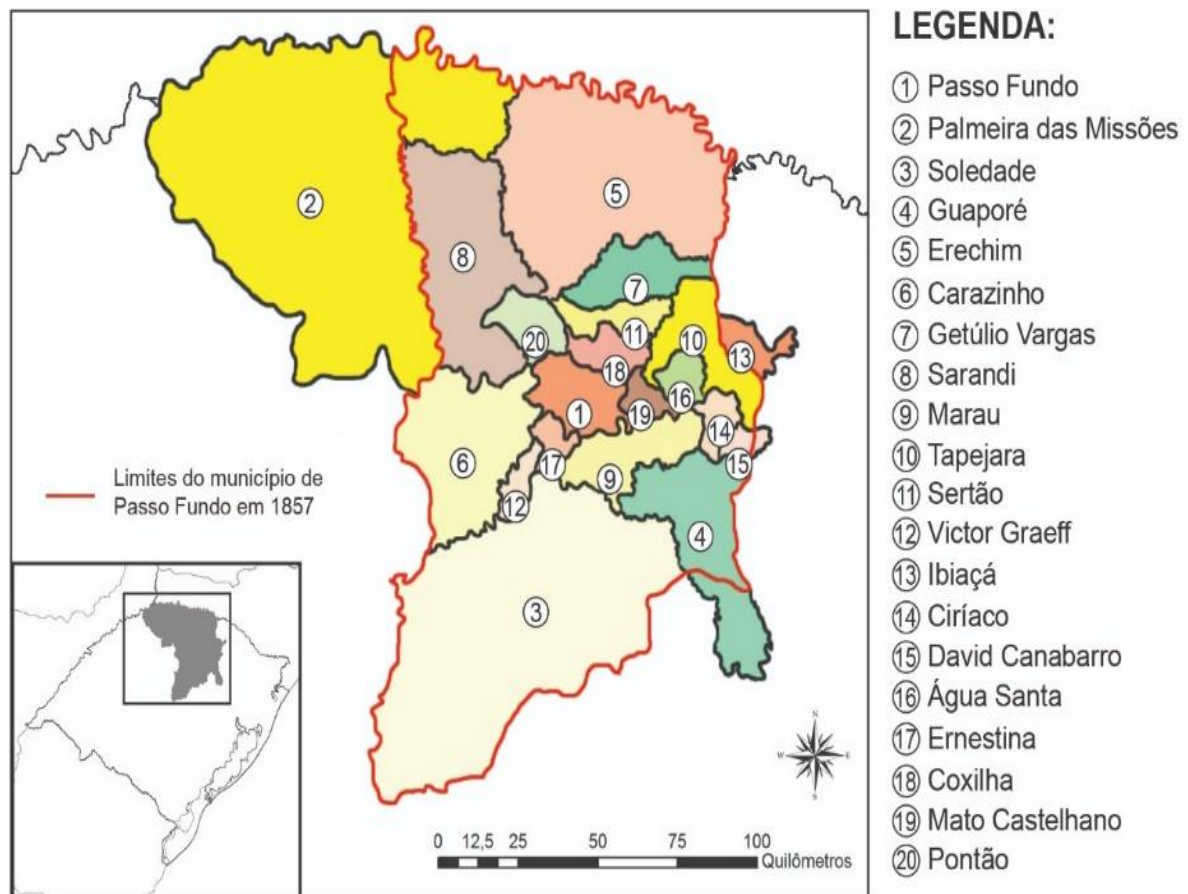 LEGENDA:
① Passo Fundo
② Palmeira das Missões
③ Soledade
④ Guaporé
⑤ Erechim
⑥ Carazinho
⑦ Getúlio Vargas
⑧ Sarandi
⑨ Marau
⑩ Tapejara
⑪ Sertão
⑫ Victor Graeff
⑬ Ibiaçá
⑭ Ciríaco
⑮ David Canabarro
⑯ Água Santa
⑰ Ernestina
⑱ Coxilha
⑲ Mato Castelhano
⑳ Pontão
②
⑤
⑧
⑦
⑪
⑩
⑬
⑳
⑱
⑯
①
⑲
⑭
⑥
⑰
⑮
⑨
⑫
④
③
Limites do município de
Passo Fundo em 1857
N
W E
S
0 12,5 25 50 75 100
Quilômetros